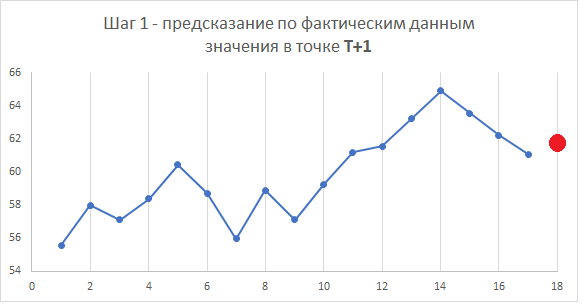 Шаг 1 - предсказание по фактическим данным
значения в точке T+1
66
64
62
60
58
56
54
0 2 4 6 8 10 12 14 16 18